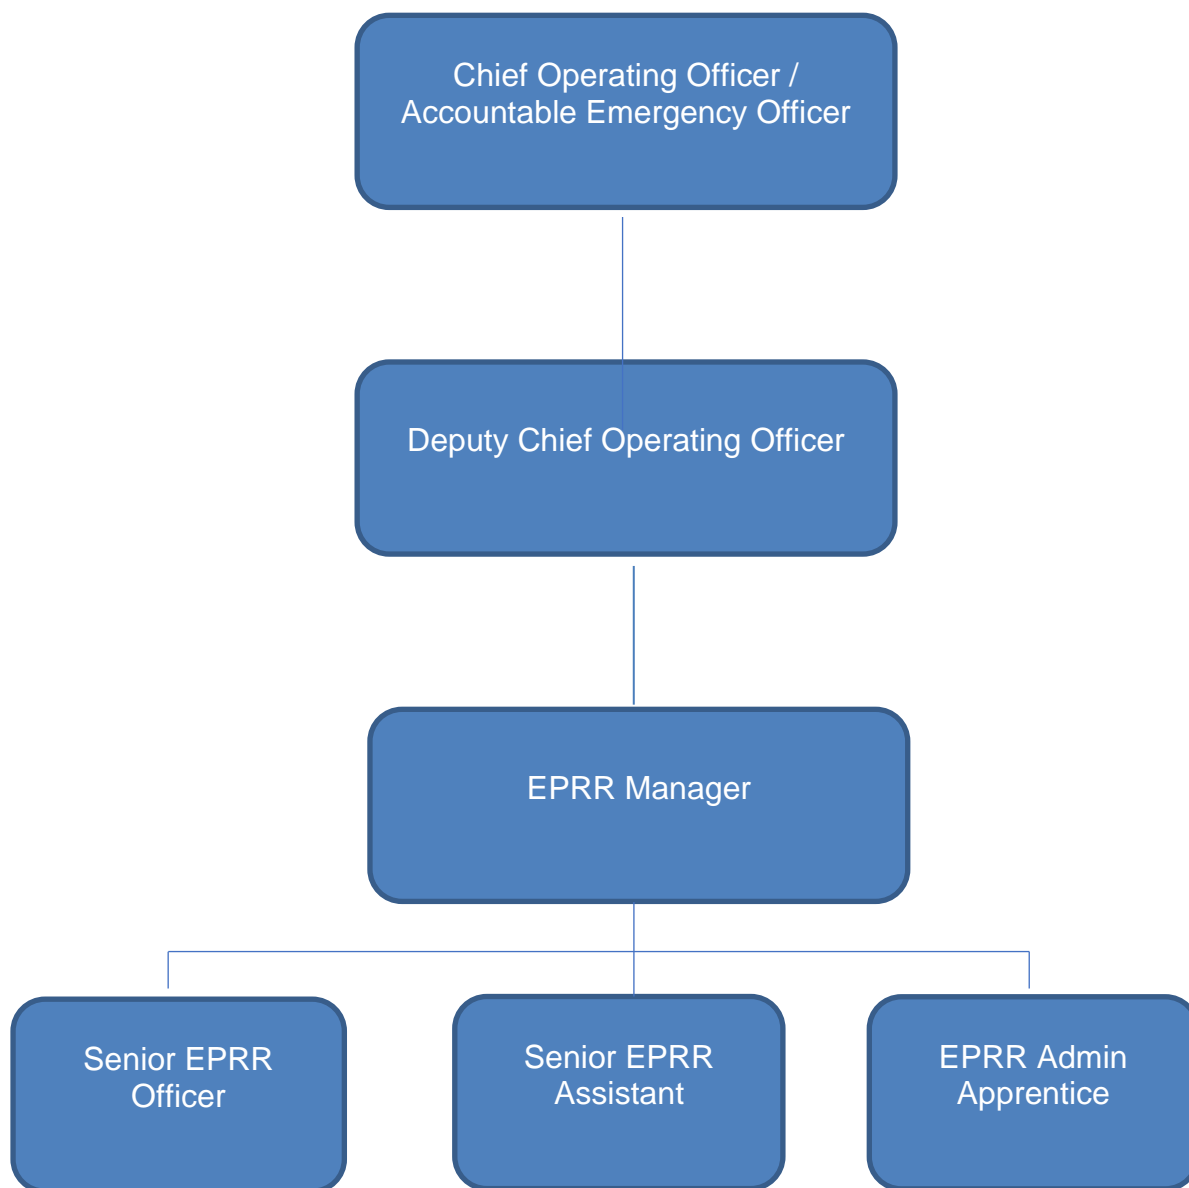 Chief Operating Officer /
Accountable Emergency Officer
Deputy Chief Operating Officer
EPRR Manager
Senior EPRR
Officer
Senior EPRR
Assistant
EPRR Admin
Apprentice